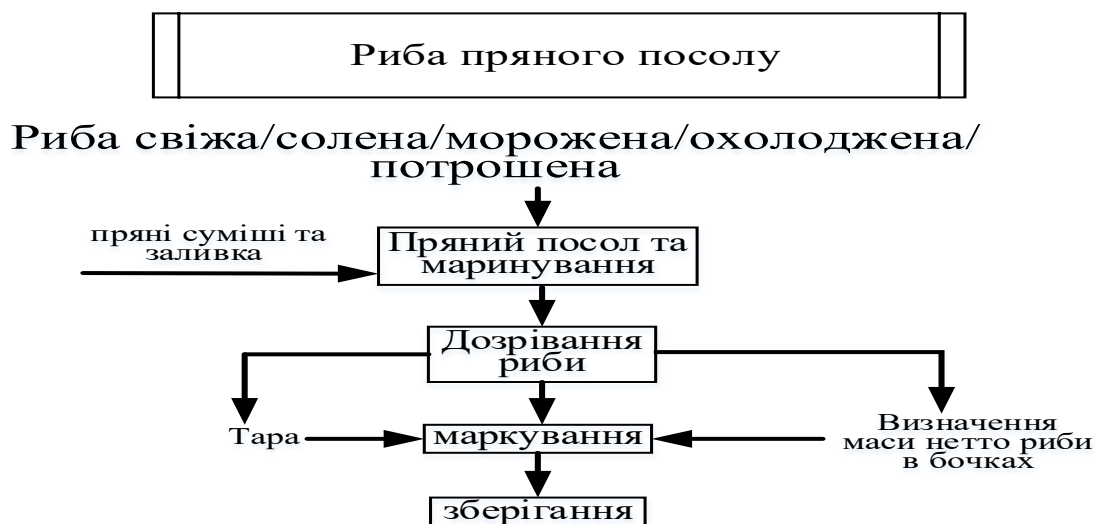 Риба пряного посолу
Риба свіжа/солена/морожена/охолоджена/
потрошена
пряні суміші та
заливка
Пряний посол та
маринування
Дозрівання
риби
Тара
маркування
Визначення
маси нетто риби
в бочках
зберігання